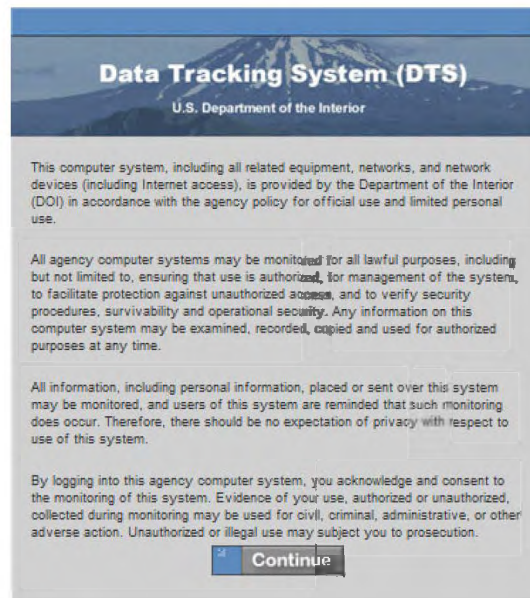 Data Tracking System (DTS)
U.S. Department of the Interior
This computer system, including all related equipment, networks, and network
devices (including Internet access), is provided by the Department of the Interior
(DOI) in accordance with the agency policy for official use and limited personal
use.
All agency computer systems may be monitored for all lawful purposes, including
but not limited to, ensuring that use is authorized, for management of the system,
to facilitate protection against unauthorized access, and to verify security
procedures, survivability and operational security. Any information on this
computer system may be examined, recorded, copied and used for authorized
purposes at any time.
All information, including personal information, placed or sent over this system
may be monitored, and users of this system are reminded that such monitoring
does occur. Therefore, there should be no expectation of privacy with respect to
use of this system.
By logging into this agency computer system, you acknowledge and consent to
the monitoring of this system. Evidence of your use, authorized or unauthorized,
collected during monitoring may be used for civil, criminal, administrative, or other
adverse action. Unauthorized or illegal use may subject you to prosecution.
Continue